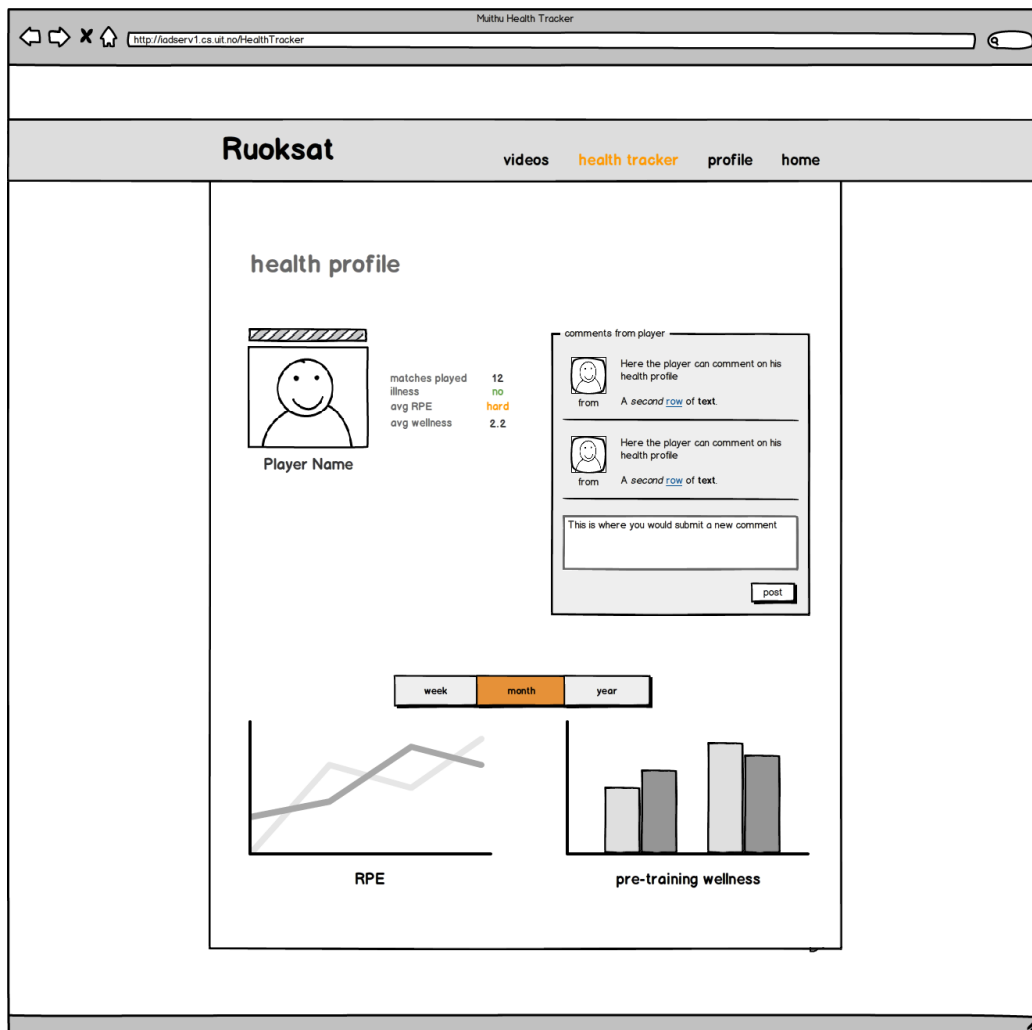 Muithu Health Tracker
http://iadserv1.cs.uit.no/HealthTracker
Ruoksat
videos health tracker profile home
health profile
Player Name
matches played 12
illness no
avg RPE hard
avg wellness 2.2
comments from player
Here the player can comment on his
health profile
A second row of text.
from
Here the player can comment on his
health profile
A second row of text.
from
This is where you would submit a new comment
post
week month year
RPE
pre-training wellness